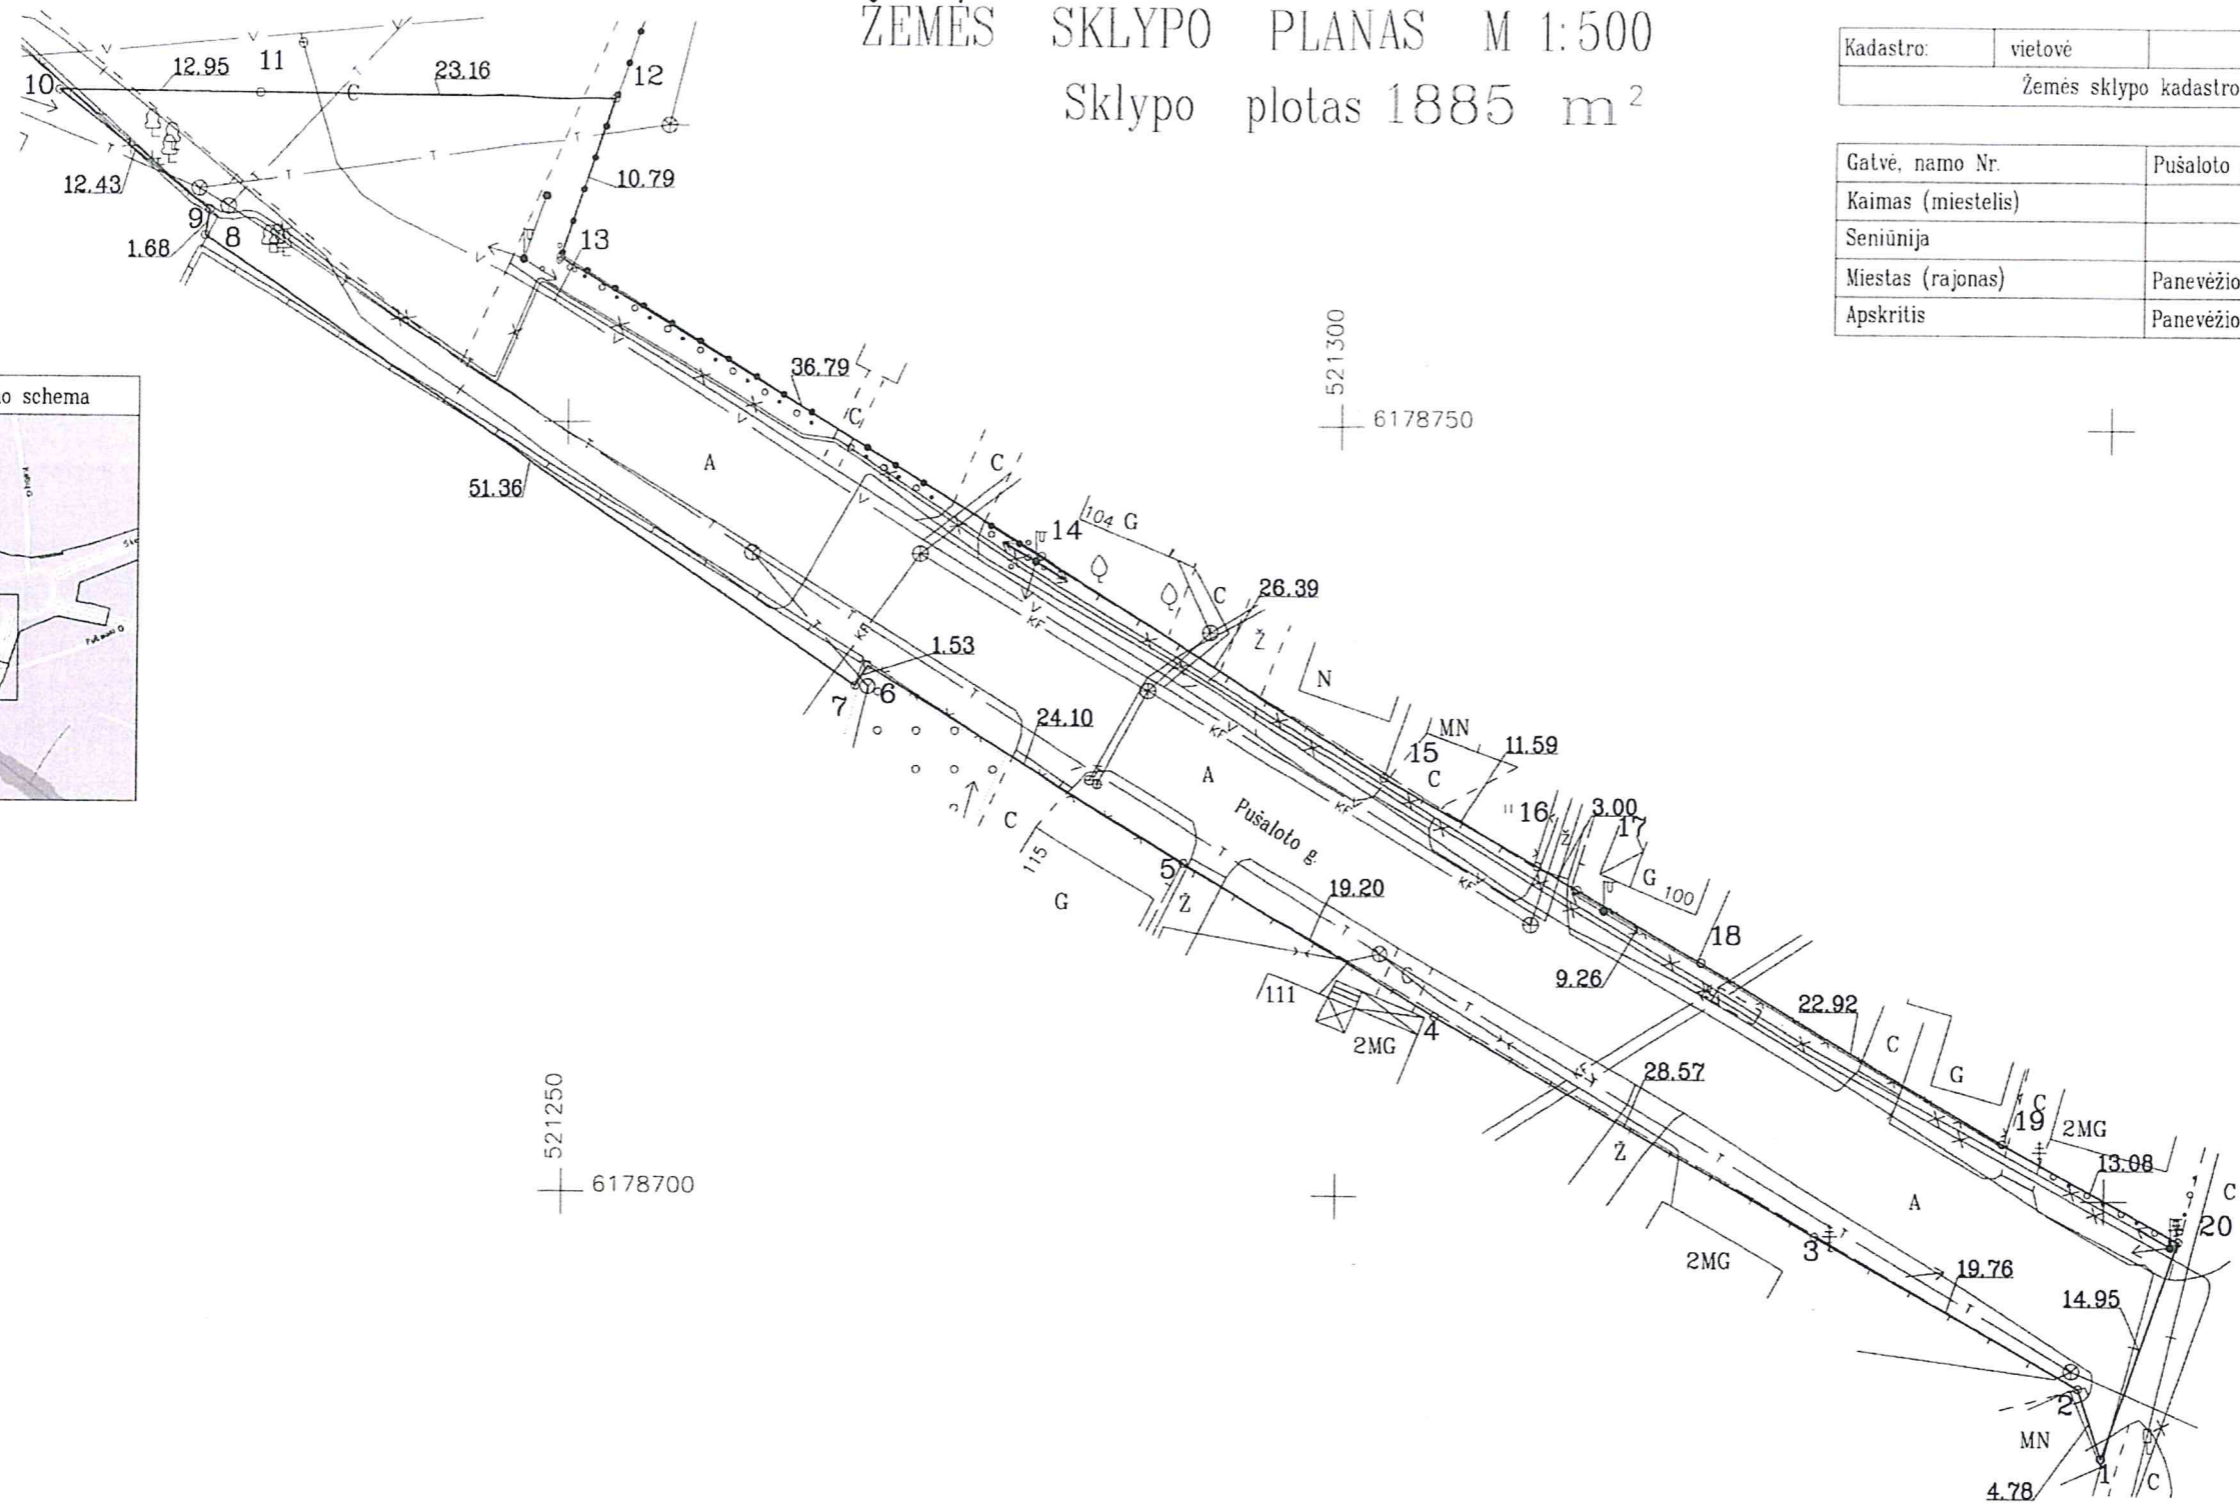 ŽEMĖS SKLYPO PLANAS M 1:500
Sklypo plotas 1885 m²
Kadastro: vietovė
Žemės sklypo kadastro
Gatvė, namo Nr. Pušaloto
Kaimas (miestelis)
Seniūnija
Miestas (rajonas) Panevėžio
Apskritis Panevėžio
schema
10
12.95
11
23.16
C
12
12.43
9
8
1.68
10.79
13
36.79
C
521300
6178750
A
51.36
C
14
104 G
26.39
C
Ž
N
1.53
7
6
24.10
MN
15
C
11.59
A
Pušaloto g.
16
3.00
17
Ž
G 100
C
115
G
5
Ž
19.20
18
9.26
111
C
4
2MG
22.92
C
G
28.57
Ž
19
C
2MG
13.08
C
20
A
521250
6178700
3
2MG
19.76
14.95
2
MN
1
C
4.78